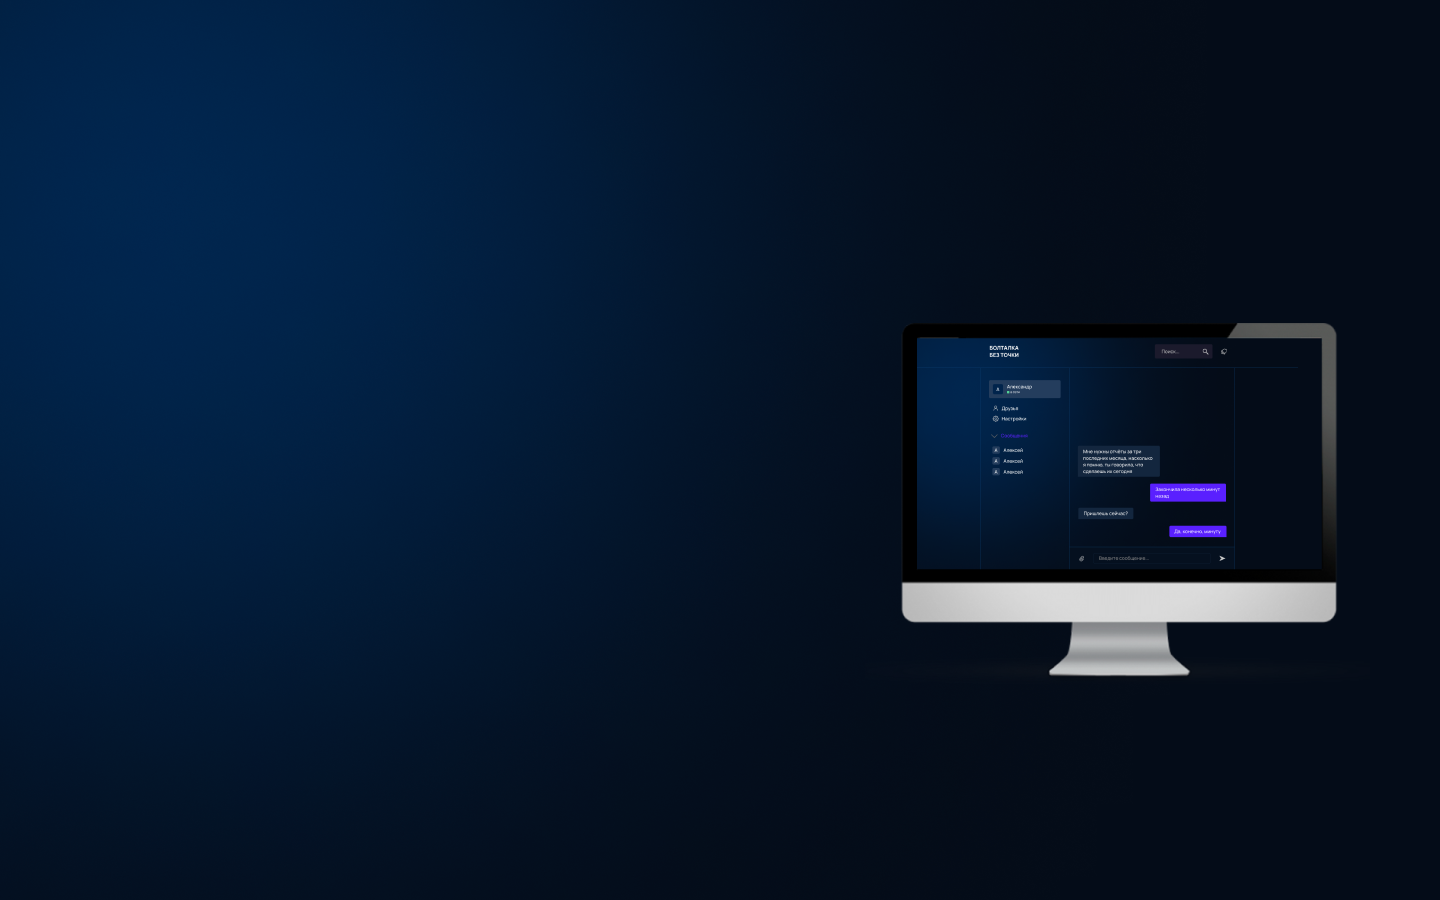 БОЛТАЛКА
БЕЗ ТОЧКИ
Поиск...
А
Александр
Друзья
Настройки
Сообщения
А Алексей
А Алексей
А Алексей
Мне нужны отчёты за три
последних месяца, насколько
я помню, ты говорила, что
сделаешь их сегодня
Закончила несколько минут
назад
Пришлешь сейчас?
Да, конечно, минуту
Введите сообщение...